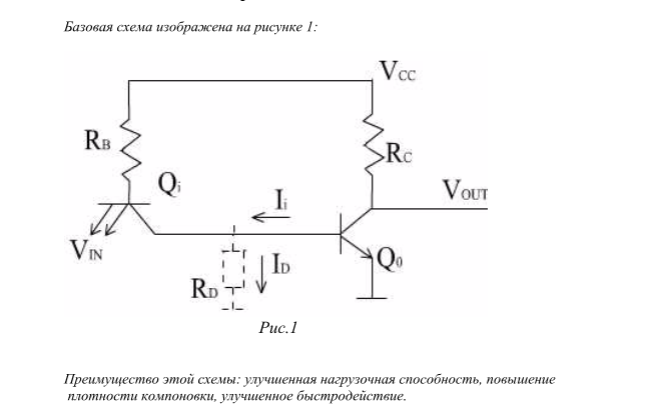 Базовая схема изображена на рисунке 1:
Vcc
RB
Rc
Qi
Ii
VOUT
VIN
ID
Q0
RD
Рис.1
Преимущество этой схемы: улучшенная нагрузочная способность, повышение
плотности компоновки, улучшенное быстродействие.